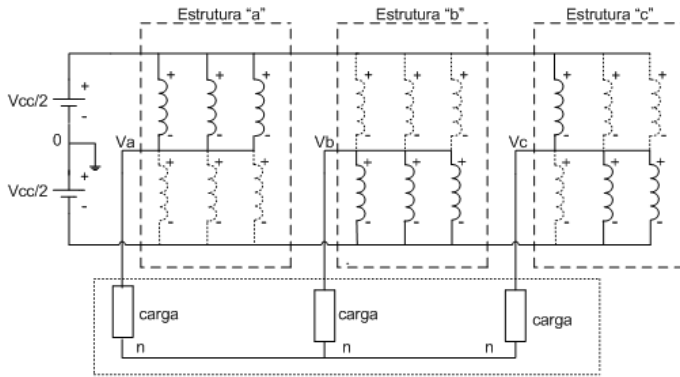 Estrutura "a" Estrutura "b" Estrutura "c"
+ + + + + + + + + +
Vcc/2
- - - - - - - - - -
0 Va Vb Vc
+ + + + + + + + + +
Vcc/2
- - - - - - - - - -
carga carga carga
n n n